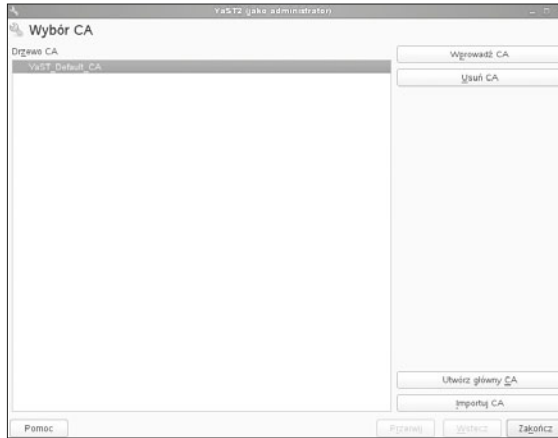 YaST2 (jako administrator)
Wybór CA
Drzewo CA
YaST_Default_CA
Wprowadź CA
Usuń CA
Utwórz główny CA
Importuj CA
Pomoc
Przerwij
Wstecz
Zakończ